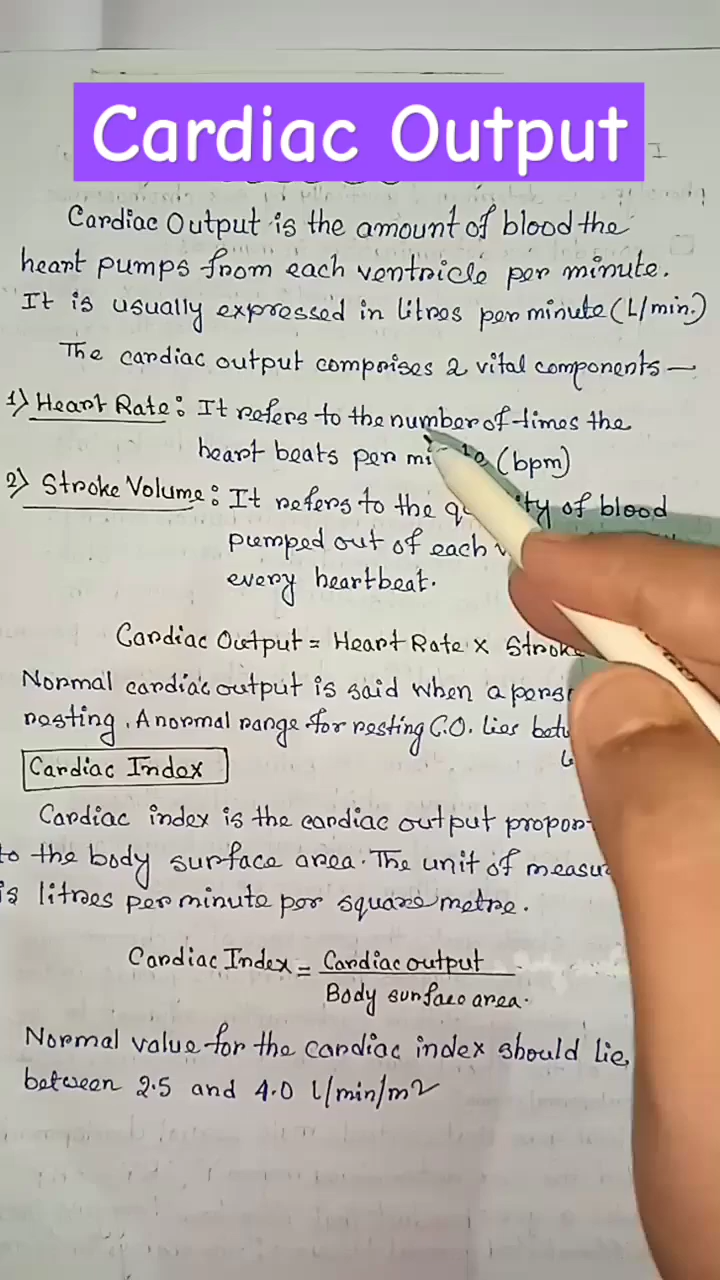 Cardiac Output
Cardiac Output is the amount of blood the
heart pumps from each ventricle per minute.
It is usually expressed in litres per minute (L/min.)
The cardiac output comprises 2 vital components —
1) Heart Rate: It refers to the number of times the
heart beats per (bpm)
2) Stroke Volume: It refers to the of blood
pumped out of each
every heartbeat.
Cardiac Output = Heart Rate x Stroke
Normal cardiac output is said when a
resting. A normal range for resting C.O. lies
Cardiac Index
Cardiac index is the cardiac output
to the body surface area. The unit of
is litres per minute per square metre.
Cardiac Index = Cardiac output
Body surface area.
Normal value for the cardiac index should lie
between 2.5 and 4.0 l/min/m2